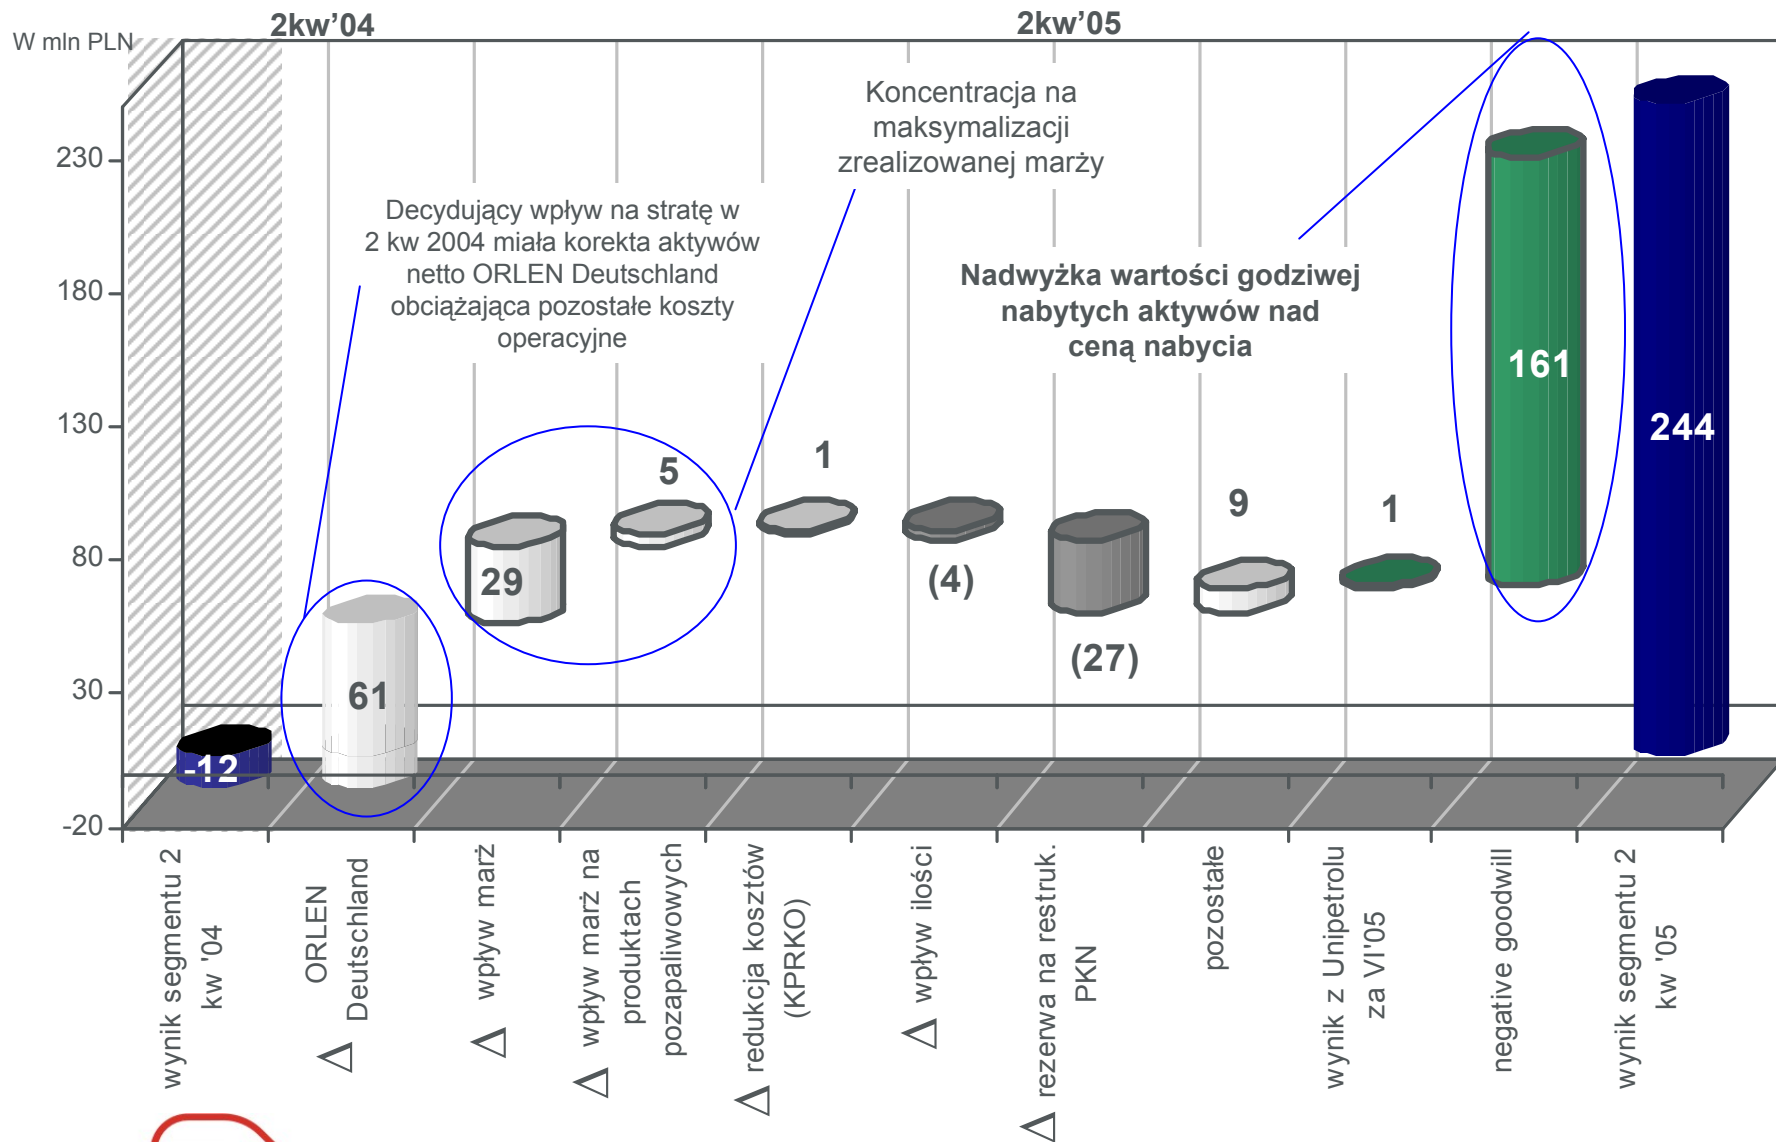 2kw’04
2kw’05
W mln PLN
230
180
130
80
30
-20
Koncentracja na
maksymalizacji
zrealizowanej marży
Decydujący wpływ na stratę w
2 kw 2004 miała korekta aktywów
netto ORLEN Deutschland
obciążająca pozostałe koszty
operacyjne
Nadwyżka wartości godziwej
nabytych aktywów nad
ceną nabycia
-12
61
29
5
1
(4)
(27)
9
1
161
244
wynik segmentu 2
kw '04
Δ ORLEN
Deutschland
Δ wpływ marż
Δ wpływ marż na
produktach
pozapaliwowych
Δ redukcja kosztów
(KPRKO)
Δ wpływ ilości
Δ rezerwa na restruk.
PKN
pozostałe
wynik z Unipetrolu
za VI'05
negative goodwill
wynik segmentu 2
kw '05